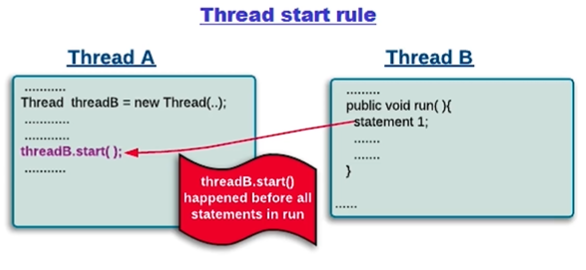 Thread start rule
Thread A
...........
Thread threadB = new Thread(..);
............
............
threadB.start( );
...........
threadB.start()
happened before all
statements in run
Thread B
.........
public void run( ){
statement 1;
.......
.......
}
......